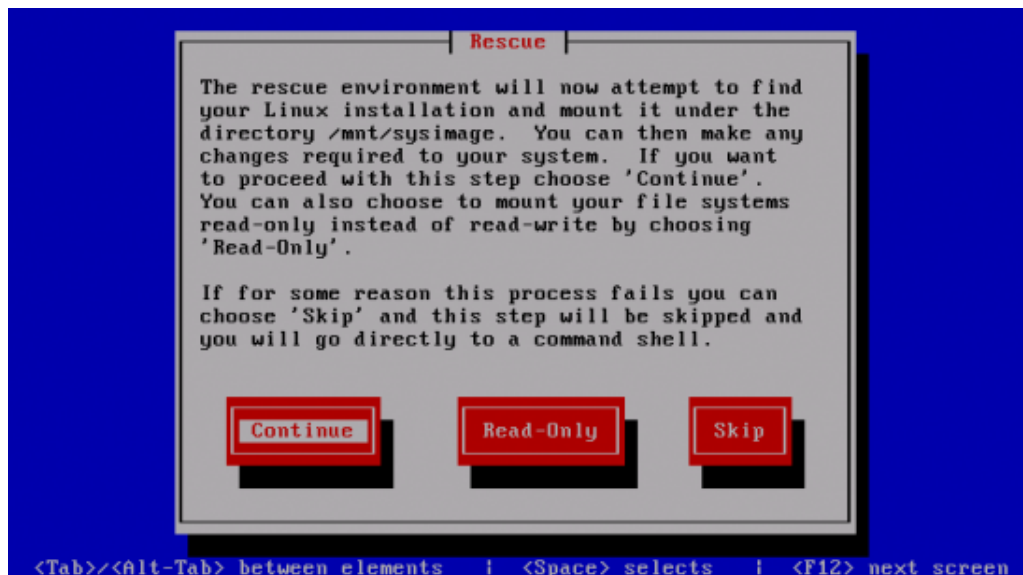 Rescue
The rescue environment will now attempt to find
your Linux installation and mount it under the
directory /mnt/sysimage.  You can then make any
changes required to your system.  If you want
to proceed with this step choose 'Continue'.
You can also choose to mount your file systems
read-only instead of read-write by choosing
'Read-Only'.
If for some reason this process fails you can
choose 'Skip' and this step will be skipped and
you will go directly to a command shell.
Continue Read-Only Skip
<Tab>/<Alt-Tab> between elements | <Space> selects | <F12> next screen